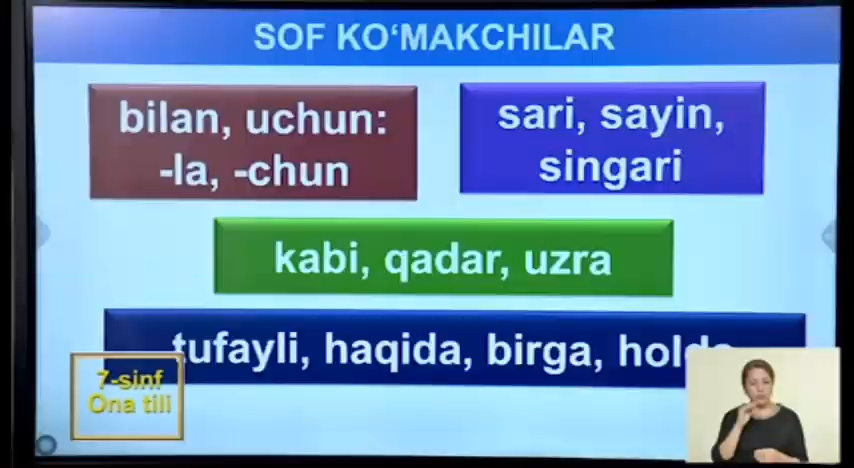 SOF KO‘MAKCHILAR
bilan, uchun:
-la, -chun
sari, sayin,
singari
kabi, qadar, uzra
tufayli, haqida, birga,
7-sinf
Ona tili